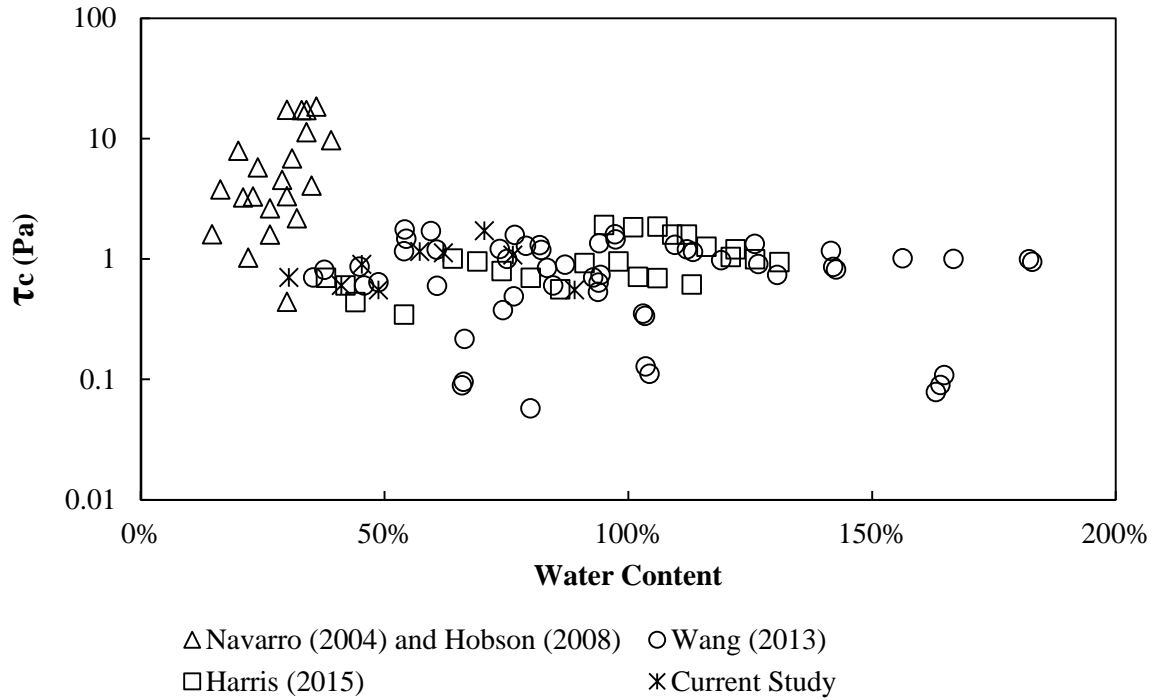 100
10
1
0.1
0.01
τc (Pa)
0% 50% 100% 150% 200%
Water Content
Navarro (2004) and Hobson (2008) Wang (2013)
Harris (2015) Current Study